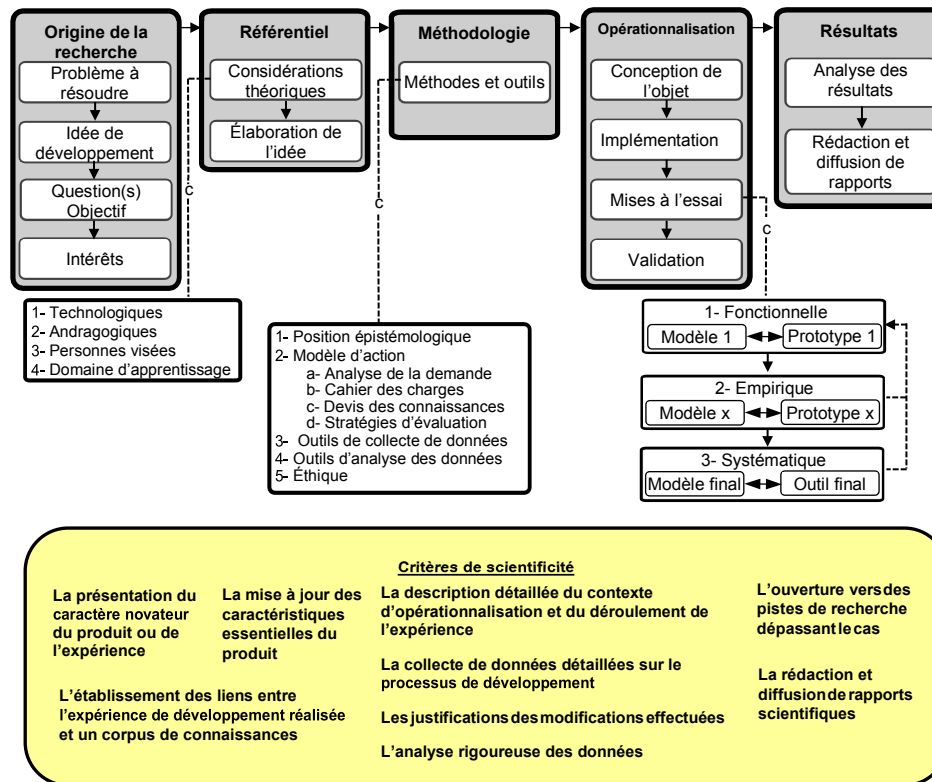 Origine de la
recherche
Problème à
résoudre
Idée de
développement
Question(s)
Objectif
Intérêts
Référentiel
Considérations
théoriques
Élaboration de
l'idée
Méthodologie
Méthodes et outils
Opérationnalisation
Conception de
l'objet
Implémentation
Mises à l'essai
Validation
Résultats
Analyse des
résultats
Rédaction et
diffusion de
rapports
c
c
c
1- Technologiques
2- Andragogiques
3- Personnes visées
4- Domaine d'apprentissage
1- Position épistémologique
2- Modèle d'action
a- Analyse de la demande
b- Cahier des charges
c- Devis des connaissances
d- Stratégies d'évaluation
3- Outils de collecte de données
4- Outils d'analyse des données
5- Éthique
1- Fonctionnelle
Modèle 1
Prototype 1
2- Empirique
Modèle x
Prototype x
3- Systématique
Modèle final
Outil final
Critères de scientificité
La présentation du
caractère novateur
du produit ou de
l'expérience
La mise à jour des
caractéristiques
essentielles du
produit
L'établissement des liens entre
l'expérience de développement réalisée
et un corpus de connaissances
La description détaillée du contexte
d'opérationnalisation et du déroulement de
l'expérience
La collecte de données détaillées sur le
processus de développement
Les justifications des modifications effectuées
L'analyse rigoureuse des données
L'ouverture vers des
pistes de recherche
dépassant le cas
La rédaction et
diffusion de rapports
scientifiques